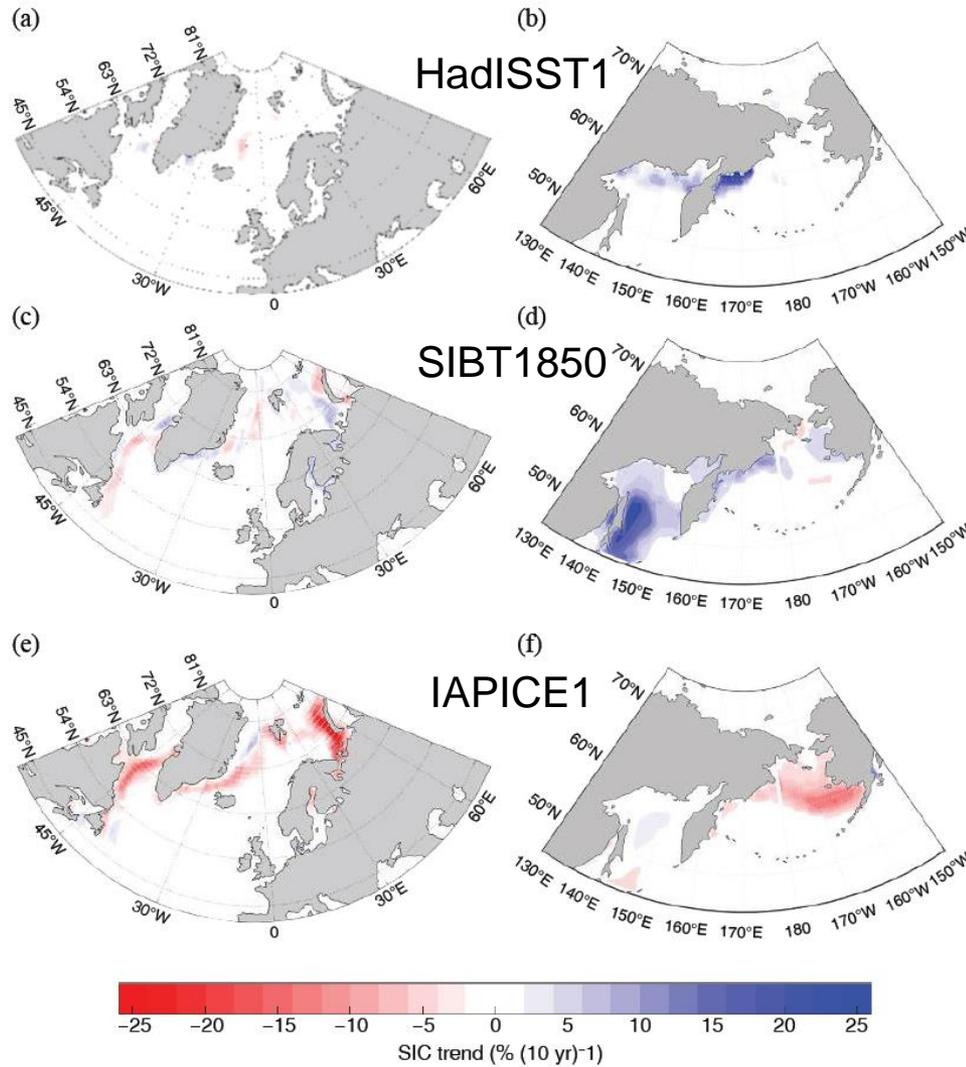 (a)
(b)
HadISST1
81°N
72°N
63°N
54°N
45°N
45°W
30°W
0
30°E
60°E
70°N
60°N
50°N
130°E
140°E
150°E
160°E
170°E
180
170°W
160°W
150°W
(c)
(d)
SIBT1850
81°N
72°N
63°N
54°N
45°N
45°W
30°W
0
30°E
60°E
70°N
60°N
50°N
130°E
140°E
150°E
160°E
170°E
180
170°W
160°W
150°W
(e)
(f)
IAPICE1
81°N
72°N
63°N
54°N
45°N
45°W
30°W
0
30°E
60°E
70°N
60°N
50°N
130°E
140°E
150°E
160°E
170°E
180
170°W
160°W
150°W
−25 −20 −15 −10 −5 0 5 10 15 20 25
SIC trend (% (10 yr)−1)